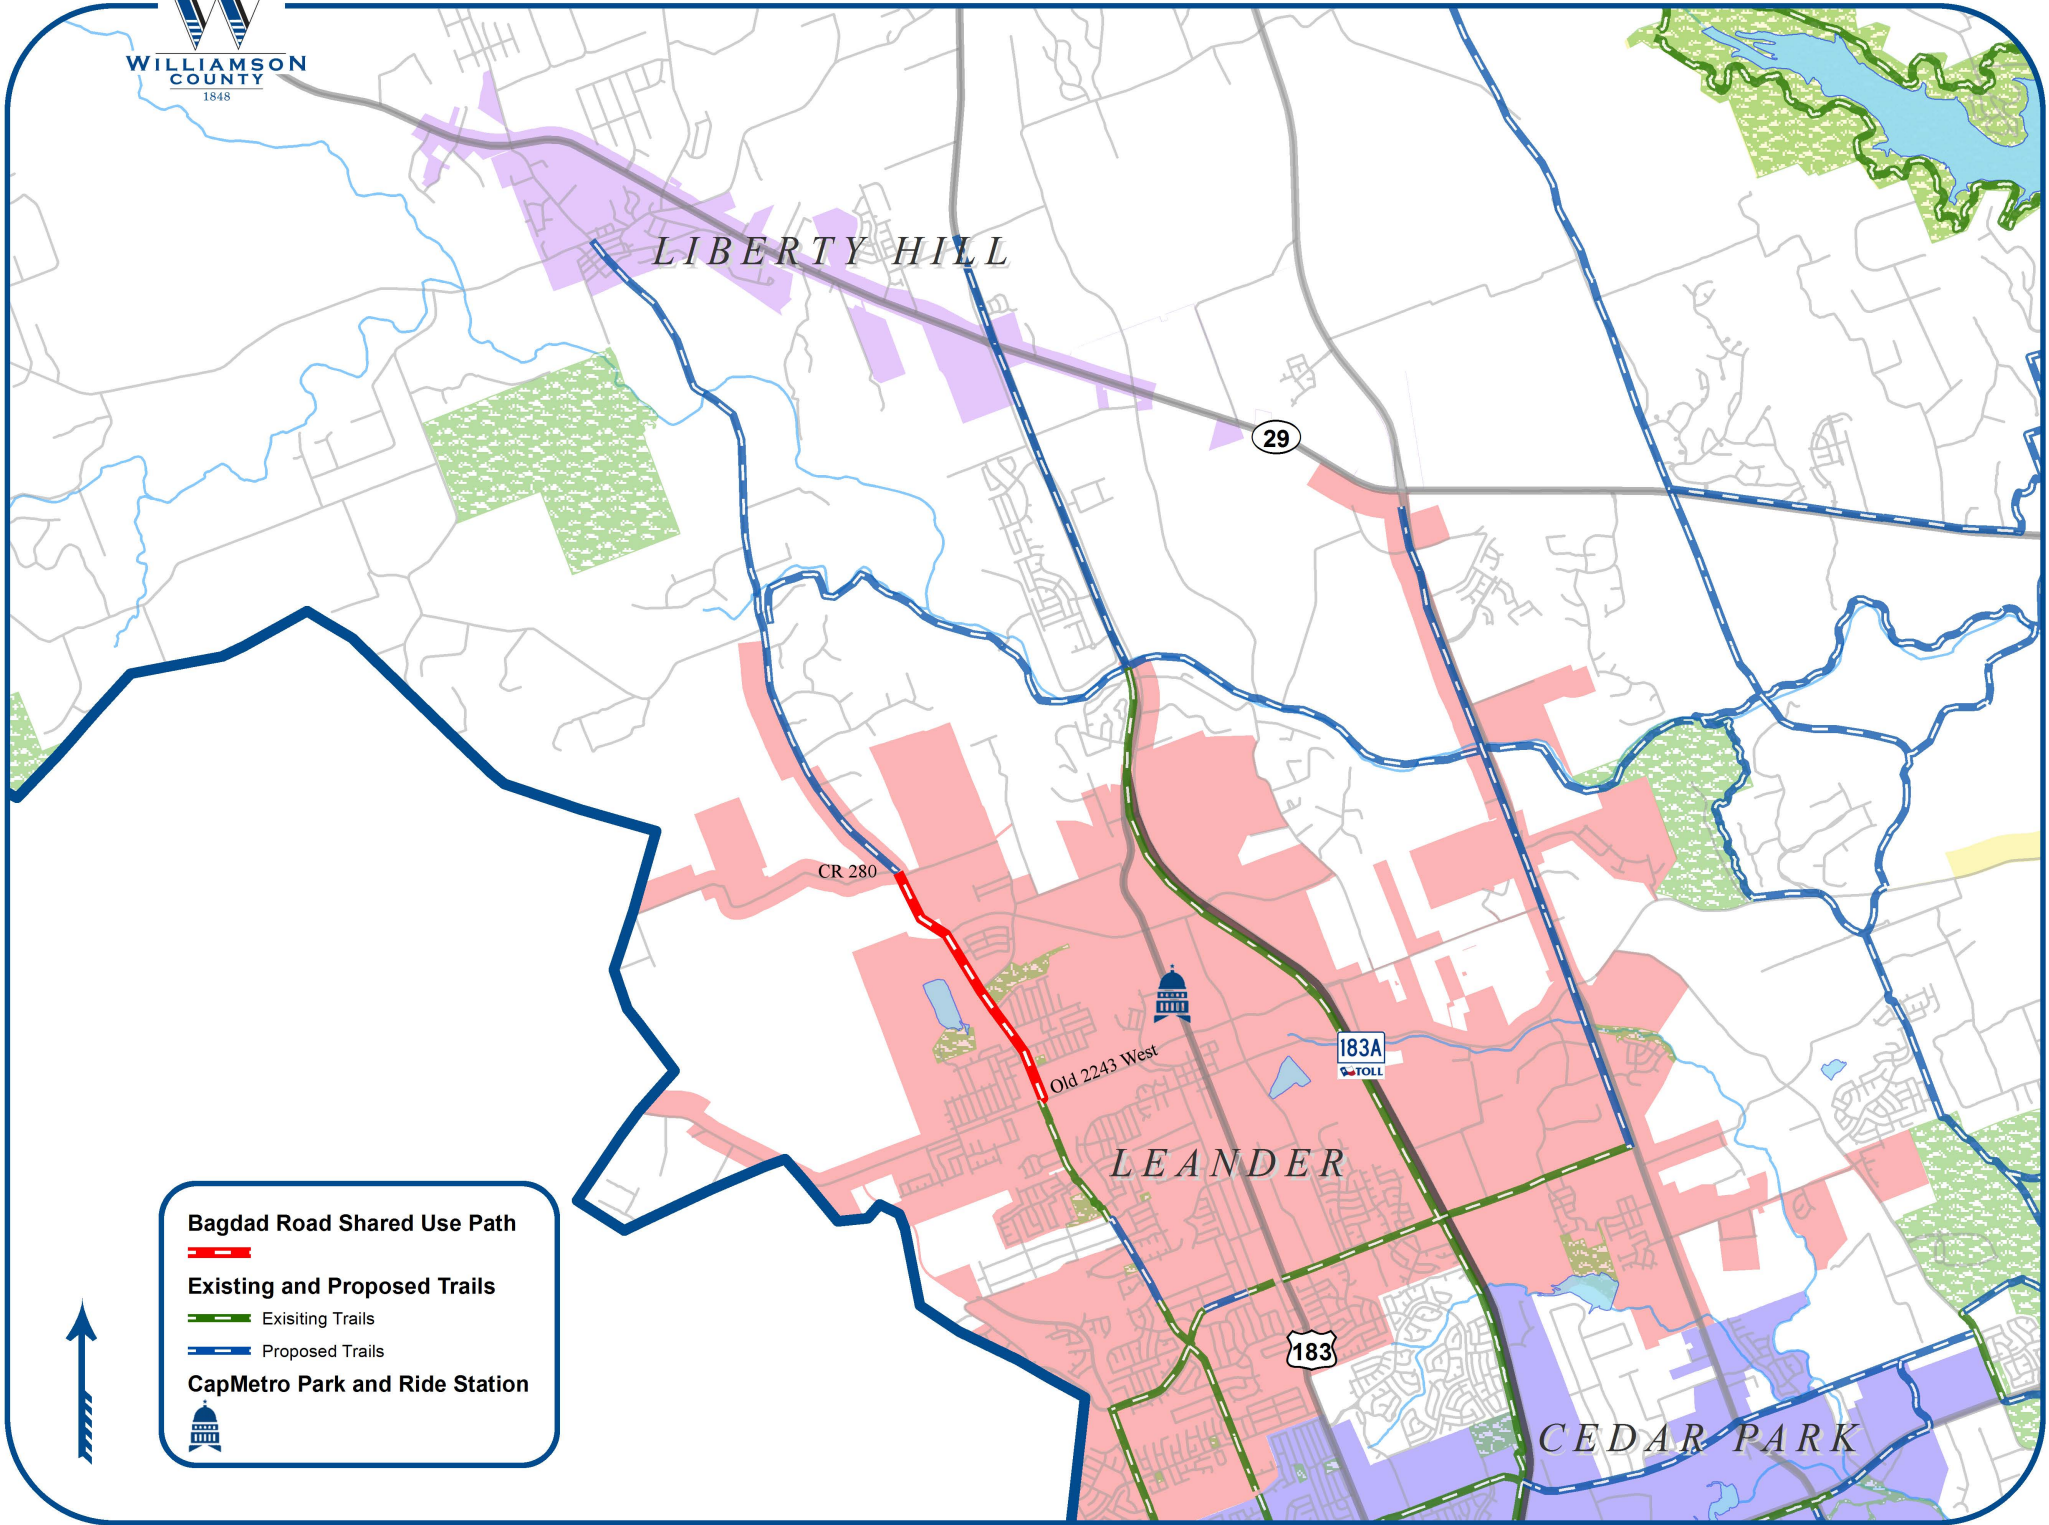 WILLIAMSON
COUNTY
1848
LIBERTY HILL
29
CR 280
Old 2243 West
183A
TOLL
LEANDER
183
CEDAR PARK
Bagdad Road Shared Use Path
Existing and Proposed Trails
Exisiting Trails
Proposed Trails
CapMetro Park and Ride Station